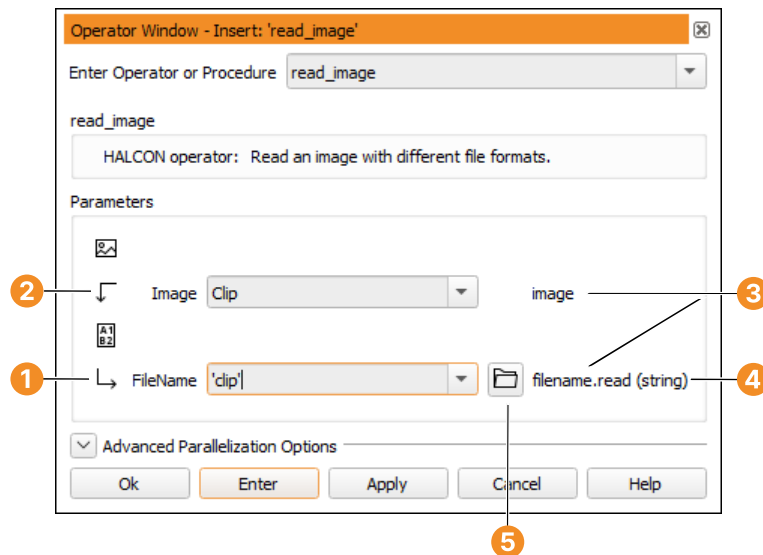 Operator Window - Insert: 'read_image'
Enter Operator or Procedure read_image
read_image
HALCON operator: Read an image with different file formats.
Parameters
2 Image Clip image 3
A1
B2
1 FileName 'clip' filename.read (string) 4
Advanced Parallelization Options
Ok Enter Apply Cancel Help
5